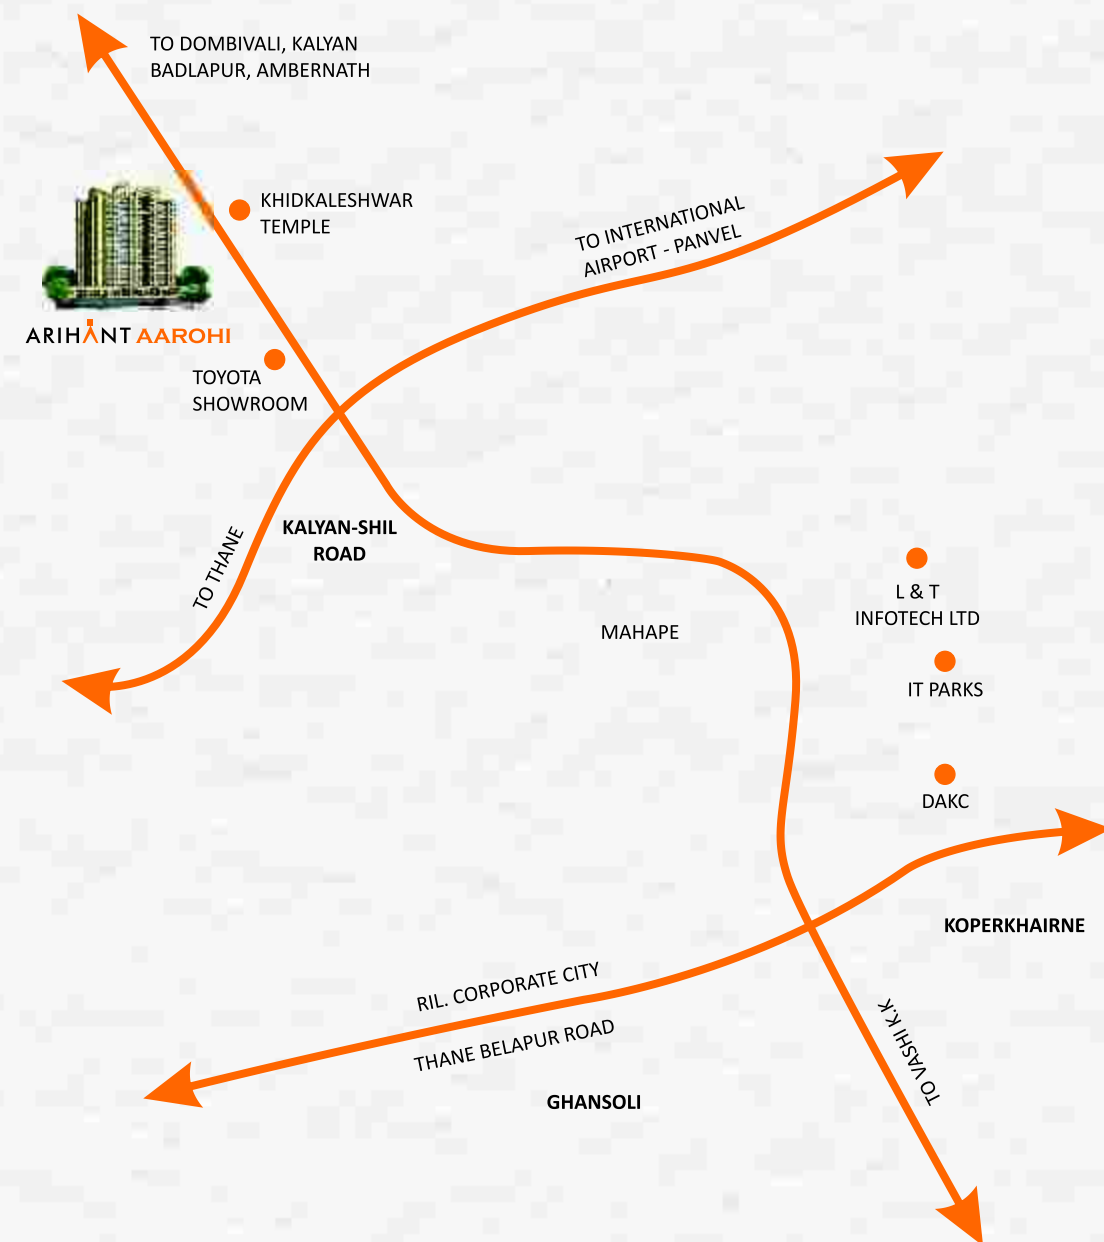 TO DOMBIVALI, KALYAN
BADLAPUR, AMBERNATH
KHIDKALESHWAR
TEMPLE
TO INTERNATIONAL
AIRPORT - PANVEL
ARIHANT AAROHI
TOYOTA
SHOWROOM
TO THANE
KALYAN-SHIL
ROAD
MAHAPE
L & T
INFOTECH LTD
IT PARKS
DAKC
KOPERKHAIRNE
RIL. CORPORATE CITY
THANE BELAPUR ROAD
TO VASHI K.K
GHANSOLI